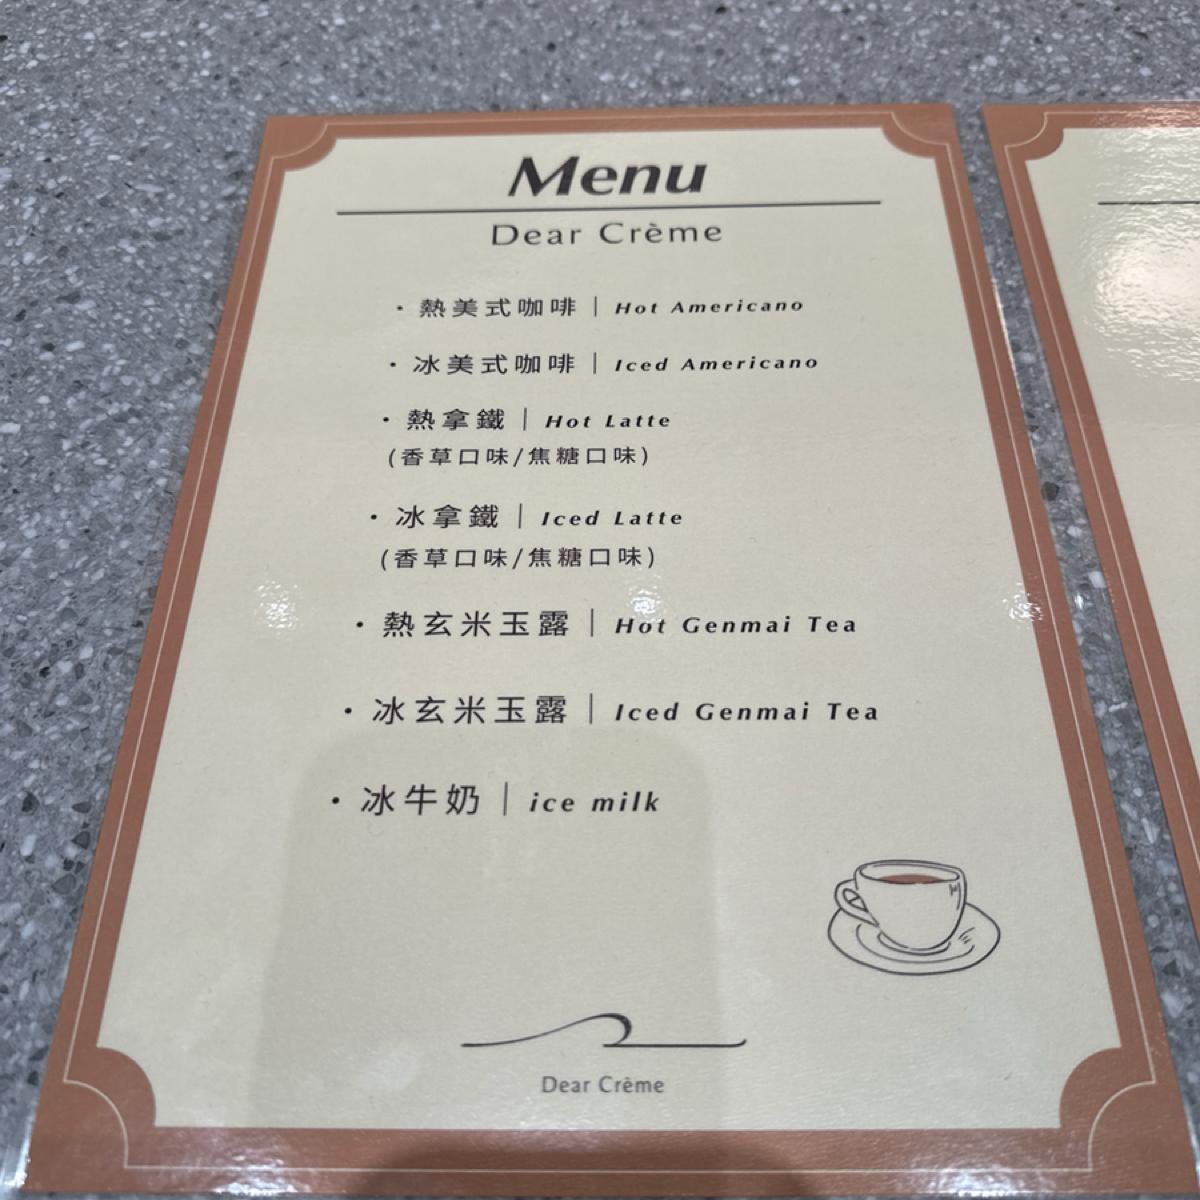 Menu
Dear Crème
・熱美式咖啡｜Hot Americano
・冰美式咖啡｜Iced Americano
・熱拿鐵｜Hot Latte
(香草口味/焦糖口味)
・冰拿鐵｜Iced Latte
(香草口味/焦糖口味)
・熱玄米玉露｜Hot Genmai Tea
・冰玄米玉露｜Iced Genmai Tea
・冰牛奶｜ice milk
Dear Crème